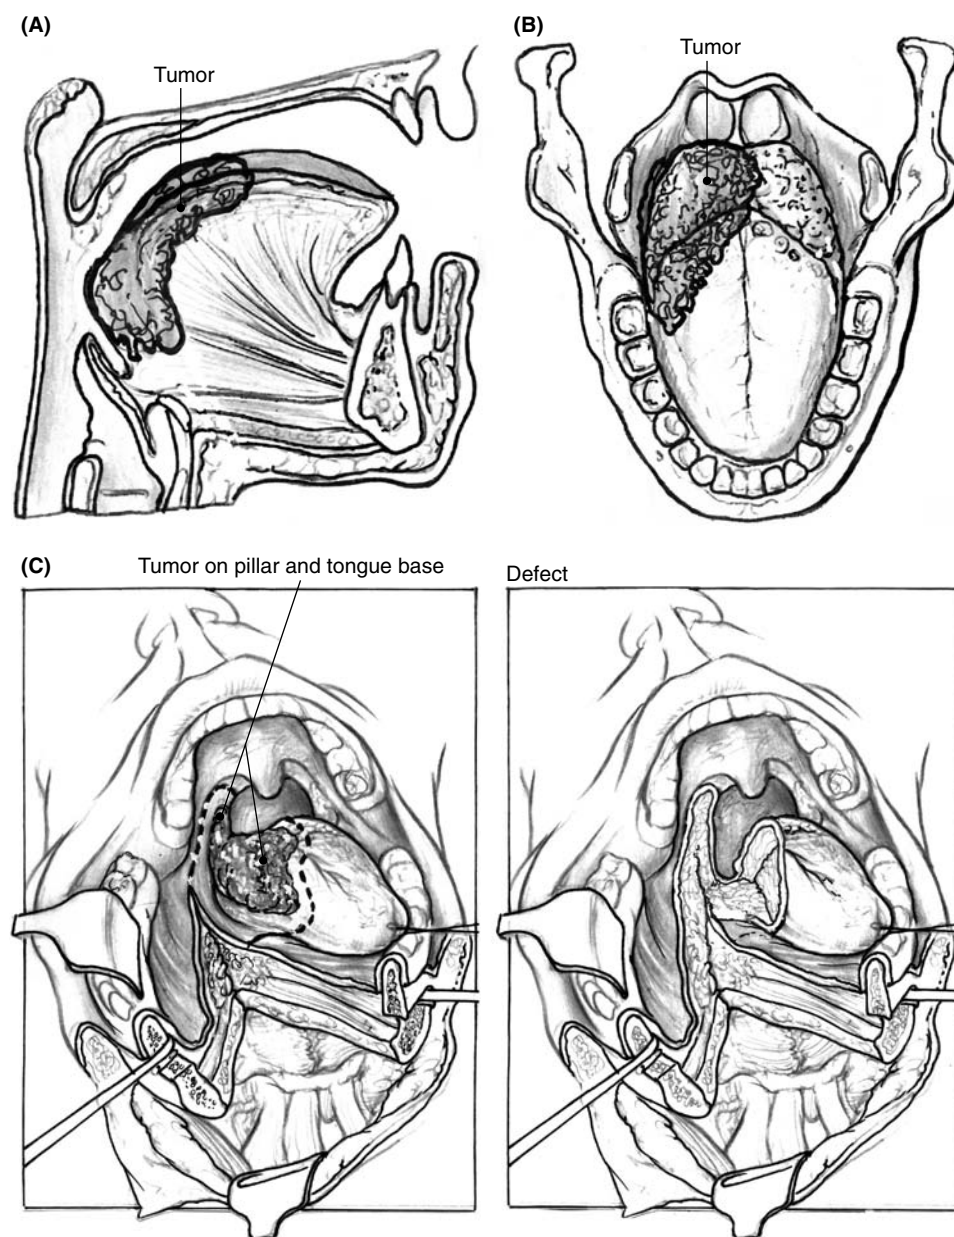 (A)
Tumor
(B)
Tumor
(C)
Tumor on pillar and tongue base
Defect